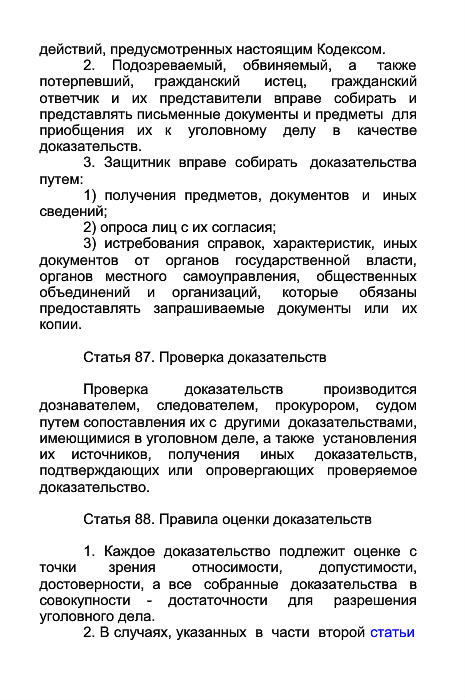 действий, предусмотренных настоящим Кодексом.
2. Подозреваемый, обвиняемый, а также
потерпевший, гражданский истец, гражданский
ответчик и их представители вправе собирать и
представлять письменные документы и предметы для
приобщения их к уголовному делу в качестве
доказательств.
3. Защитник вправе собирать доказательства
путем:
1) получения предметов, документов и иных
сведений;
2) опроса лиц с их согласия;
3) истребования справок, характеристик, иных
документов от органов государственной власти,
органов местного самоуправления, общественных
объединений и организаций, которые обязаны
предоставлять запрашиваемые документы или их
копии.
Статья 87. Проверка доказательств
Проверка доказательств производится
дознавателем, следователем, прокурором, судом
путем сопоставления их с другими доказательствами,
имеющимися в уголовном деле, а также установления
их источников, получения иных доказательств,
подтверждающих или опровергающих проверяемое
доказательство.
Статья 88. Правила оценки доказательств
1. Каждое доказательство подлежит оценке с
точки зрения относимости, допустимости,
достоверности, а все собранные доказательства в
совокупности - достаточности для разрешения
уголовного дела.
2. В случаях, указанных в части второй статьи